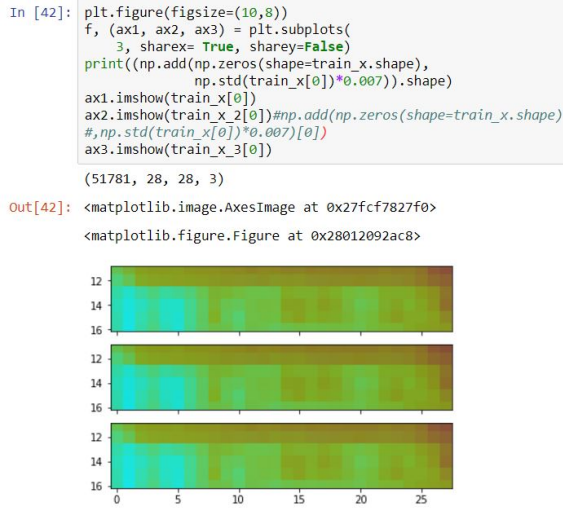 In [42]: plt.figure(figsize=(10,8))
f, (ax1, ax2, ax3) = plt.subplots(
3, sharex= True, sharey=False)
print((np.add(np.zeros(shape=train_x.shape),
np.std(train_x[0])*0.007)).shape)
ax1.imshow(train_x[0])
ax2.imshow(train_x_2[0])#np.add(np.zeros(shape=train_x.shape)
#,np.std(train_x[0])*0.007)[0])
ax3.imshow(train_x_3[0])
(51781, 28, 28, 3)
Out[42]: <matplotlib.image.AxesImage at 0x27fcf7827f0>
<matplotlib.figure.Figure at 0x28012092ac8>
12
14
16
12
14
16
12
14
16
0 5 10 15 20 25